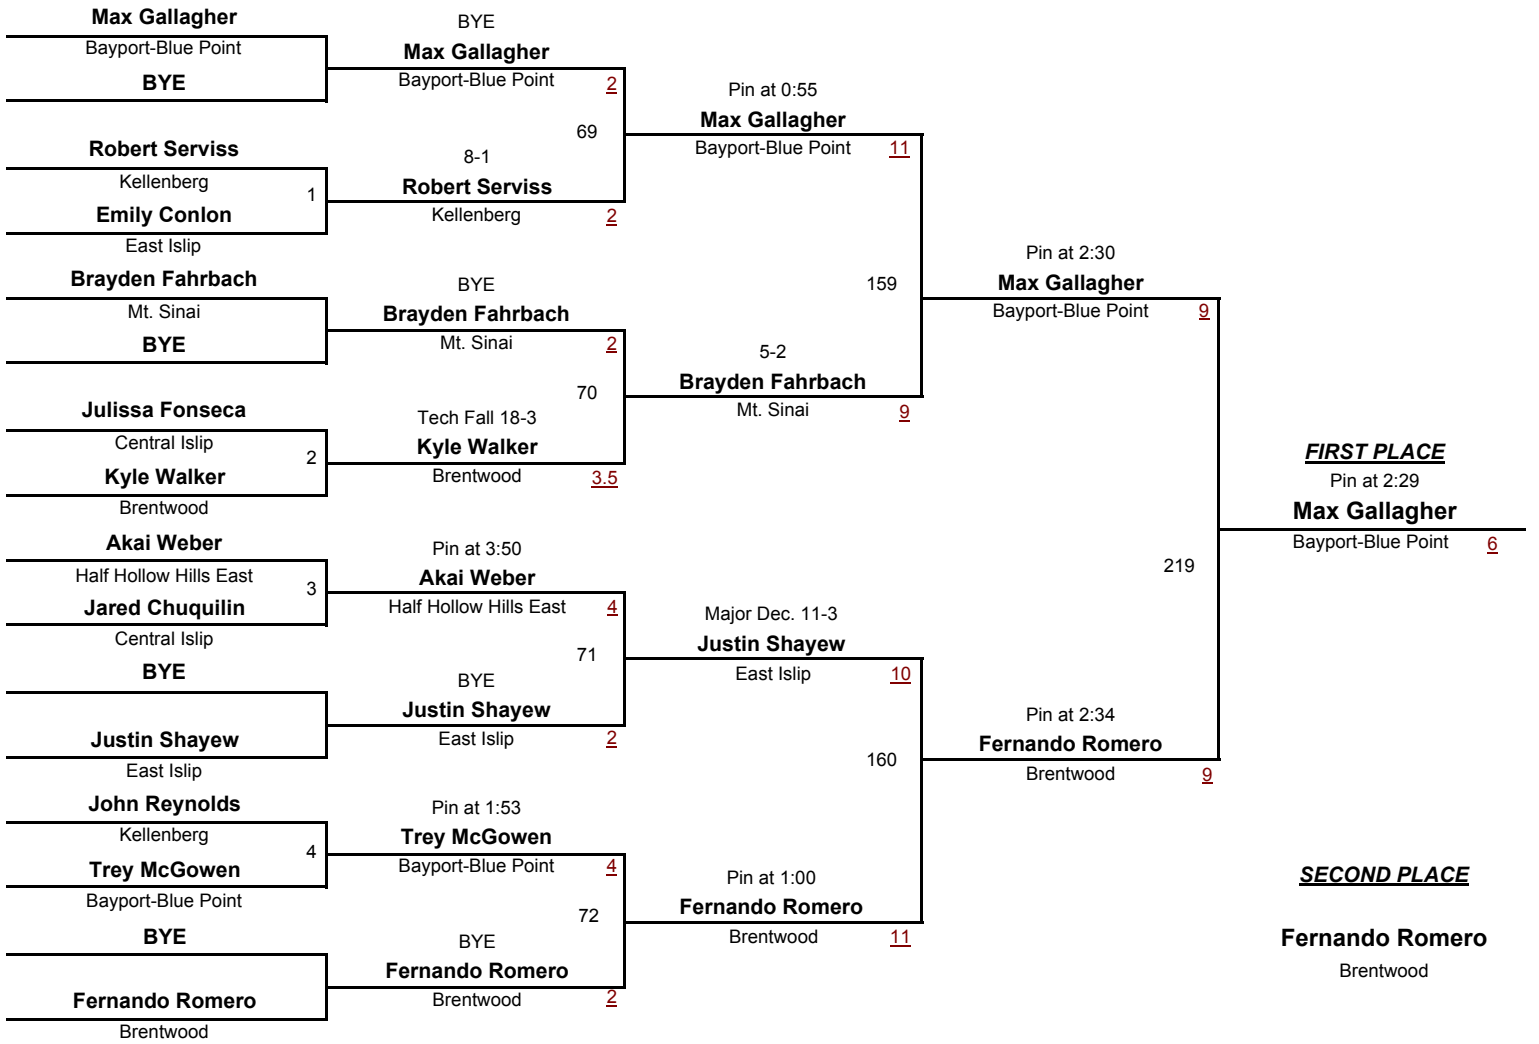 Max Gallagher
Bayport-Blue Point
BYE
Robert Serviss
Kellenberg
1
Emily Conlon
East Islip
Brayden Fahrbach
Mt. Sinai
BYE
Julissa Fonseca
Central Islip
2
Kyle Walker
Brentwood
Akai Weber
Half Hollow Hills East
3
Jared Chuquilin
Central Islip
BYE
Justin Shayew
East Islip
John Reynolds
Kellenberg
4
Trey McGowen
Bayport-Blue Point
BYE
Fernando Romero
Brentwood
BYE
Max Gallagher
Bayport-Blue Point 2
69
8-1
Robert Serviss
Kellenberg 2
BYE
Brayden Fahrbach
Mt. Sinai 2
70
Tech Fall 18-3
Kyle Walker
Brentwood 3.5
Pin at 3:50
Akai Weber
Half Hollow Hills East 4
71
BYE
Justin Shayew
East Islip 2
Pin at 1:53
Trey McGowen
Bayport-Blue Point 4
72
BYE
Fernando Romero
Brentwood 2
Pin at 0:55
Max Gallagher
Bayport-Blue Point 11
159
5-2
Brayden Fahrbach
Mt. Sinai 9
Major Dec. 11-3
Justin Shayew
East Islip 10
160
Pin at 1:00
Fernando Romero
Brentwood 11
Pin at 2:30
Max Gallagher
Bayport-Blue Point 9
219
Pin at 2:34
Fernando Romero
Brentwood 9
FIRST PLACE
Pin at 2:29
Max Gallagher
Bayport-Blue Point 6
SECOND PLACE
Fernando Romero
Brentwood